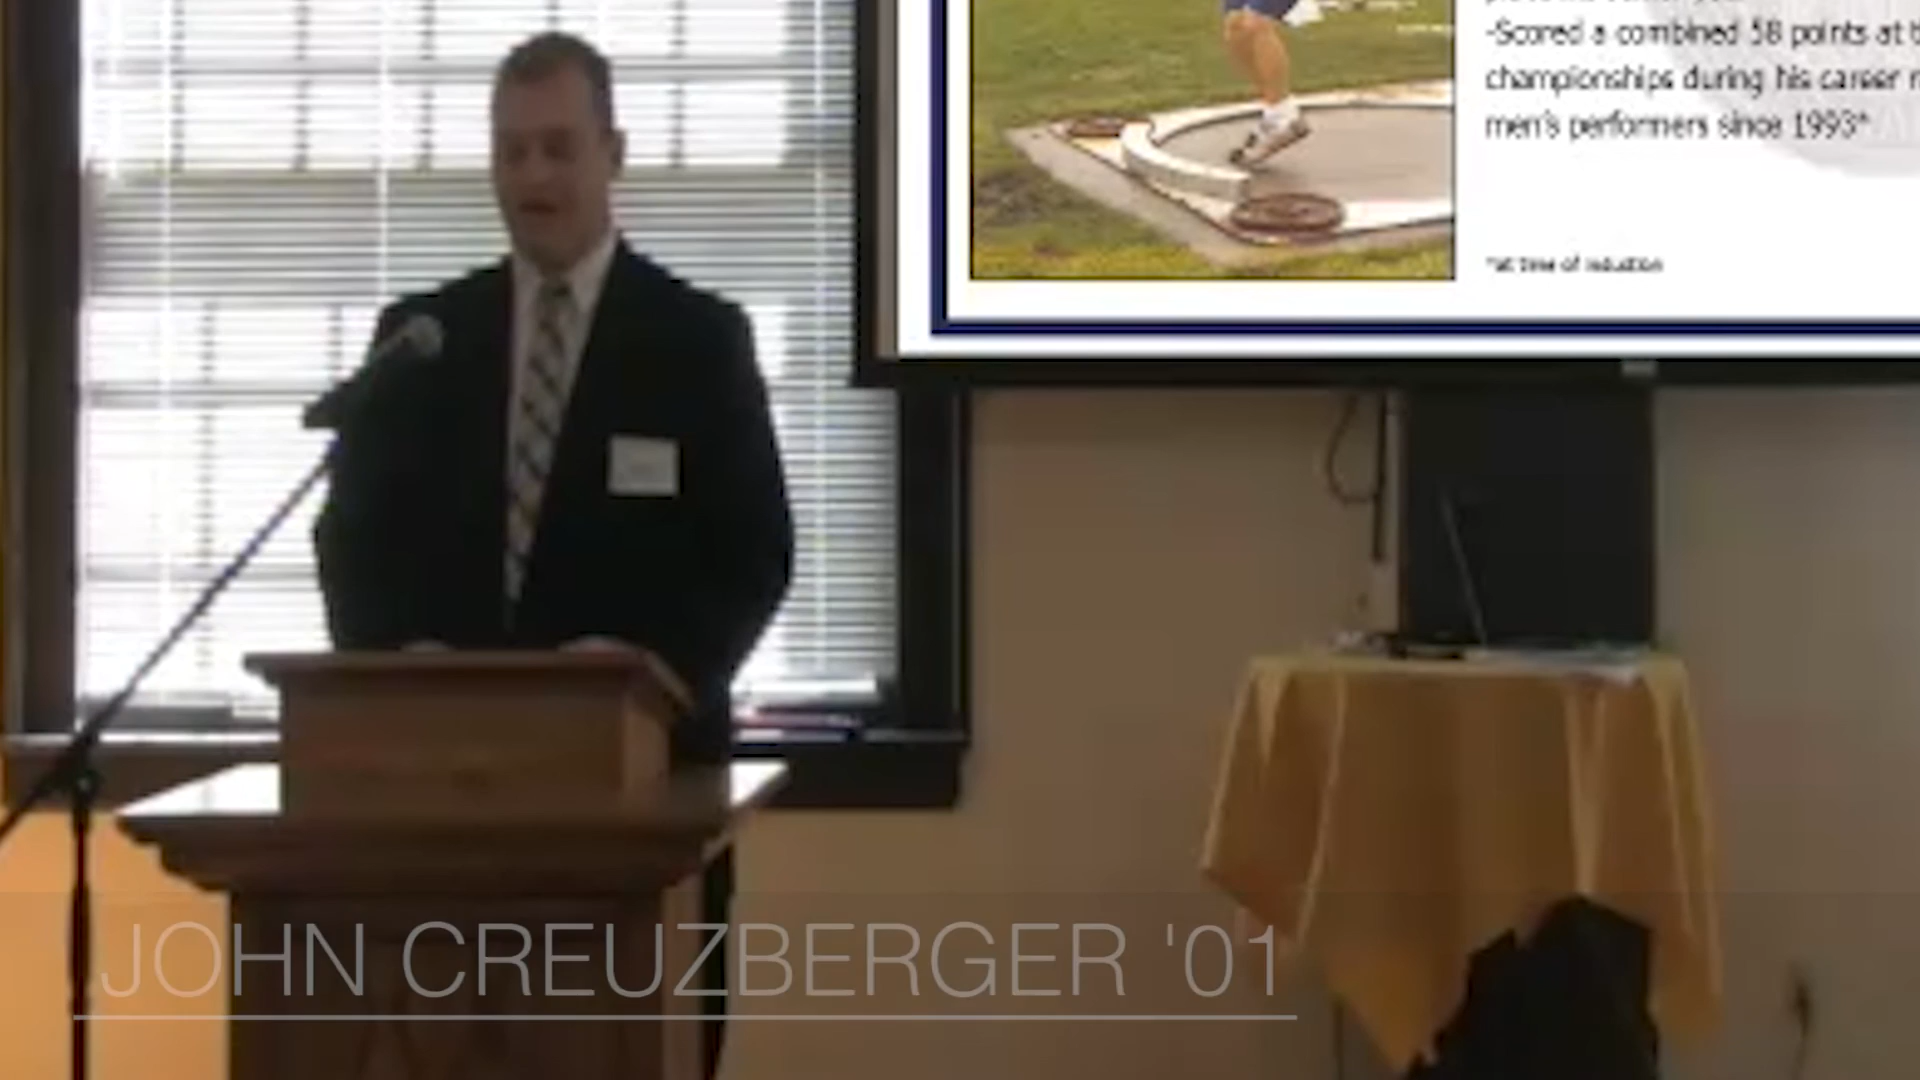 -Scored a combined 58 points at
championships during his career
men's performers since 1993*
*at time of induction
JOHN CREUZBERGER '01